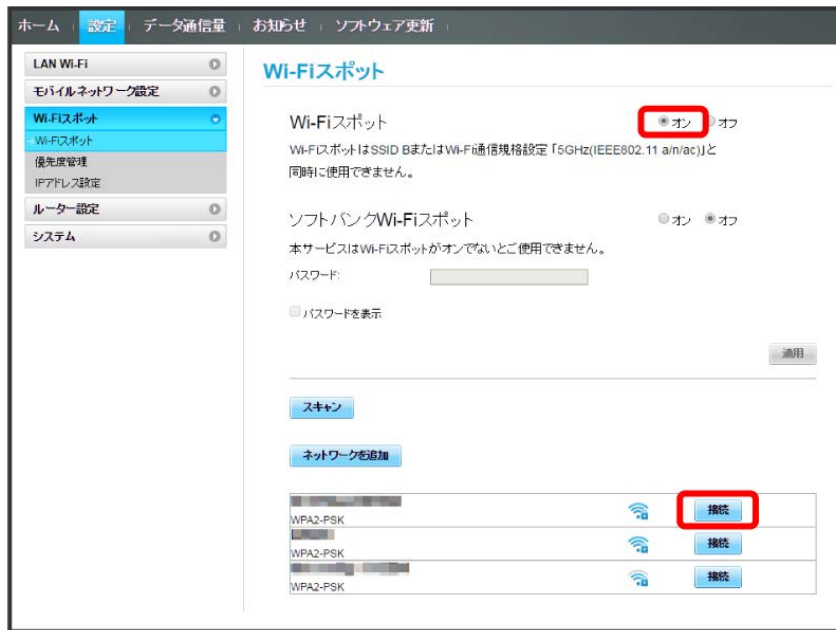 ホーム 設定 データ通信量 お知らせ ソフトウェア更新
LAN Wi-Fi
モバイルネットワーク設定
Wi-Fiスポット
Wi-Fiスポット
優先度管理
IPアドレス設定
ルーター設定
システム
Wi-Fiスポット
Wi-Fiスポット オン オフ
Wi-FiスポットはSSID BまたはWi-Fi通信規格設定「5GHz(IEEE802.11 a/n/ac)」と
同時に使用できません。
ソフトバンクWi-Fiスポット オン オフ
本サービスはWi-Fiスポットがオンでないとご使用できません。
パスワード:
パスワードを表示
適用
スキャン
ネットワークを追加
WPA2-PSK 接続
WPA2-PSK 接続
WPA2-PSK 接続